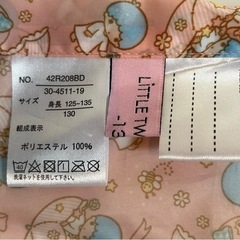 NO. 42R208BD
30-4511-19
サイズ 身長 125~135
130
組成表示
ポリエステル 100%
40
洗濯ネットを使用して下さい。
LITTLE TW
-13